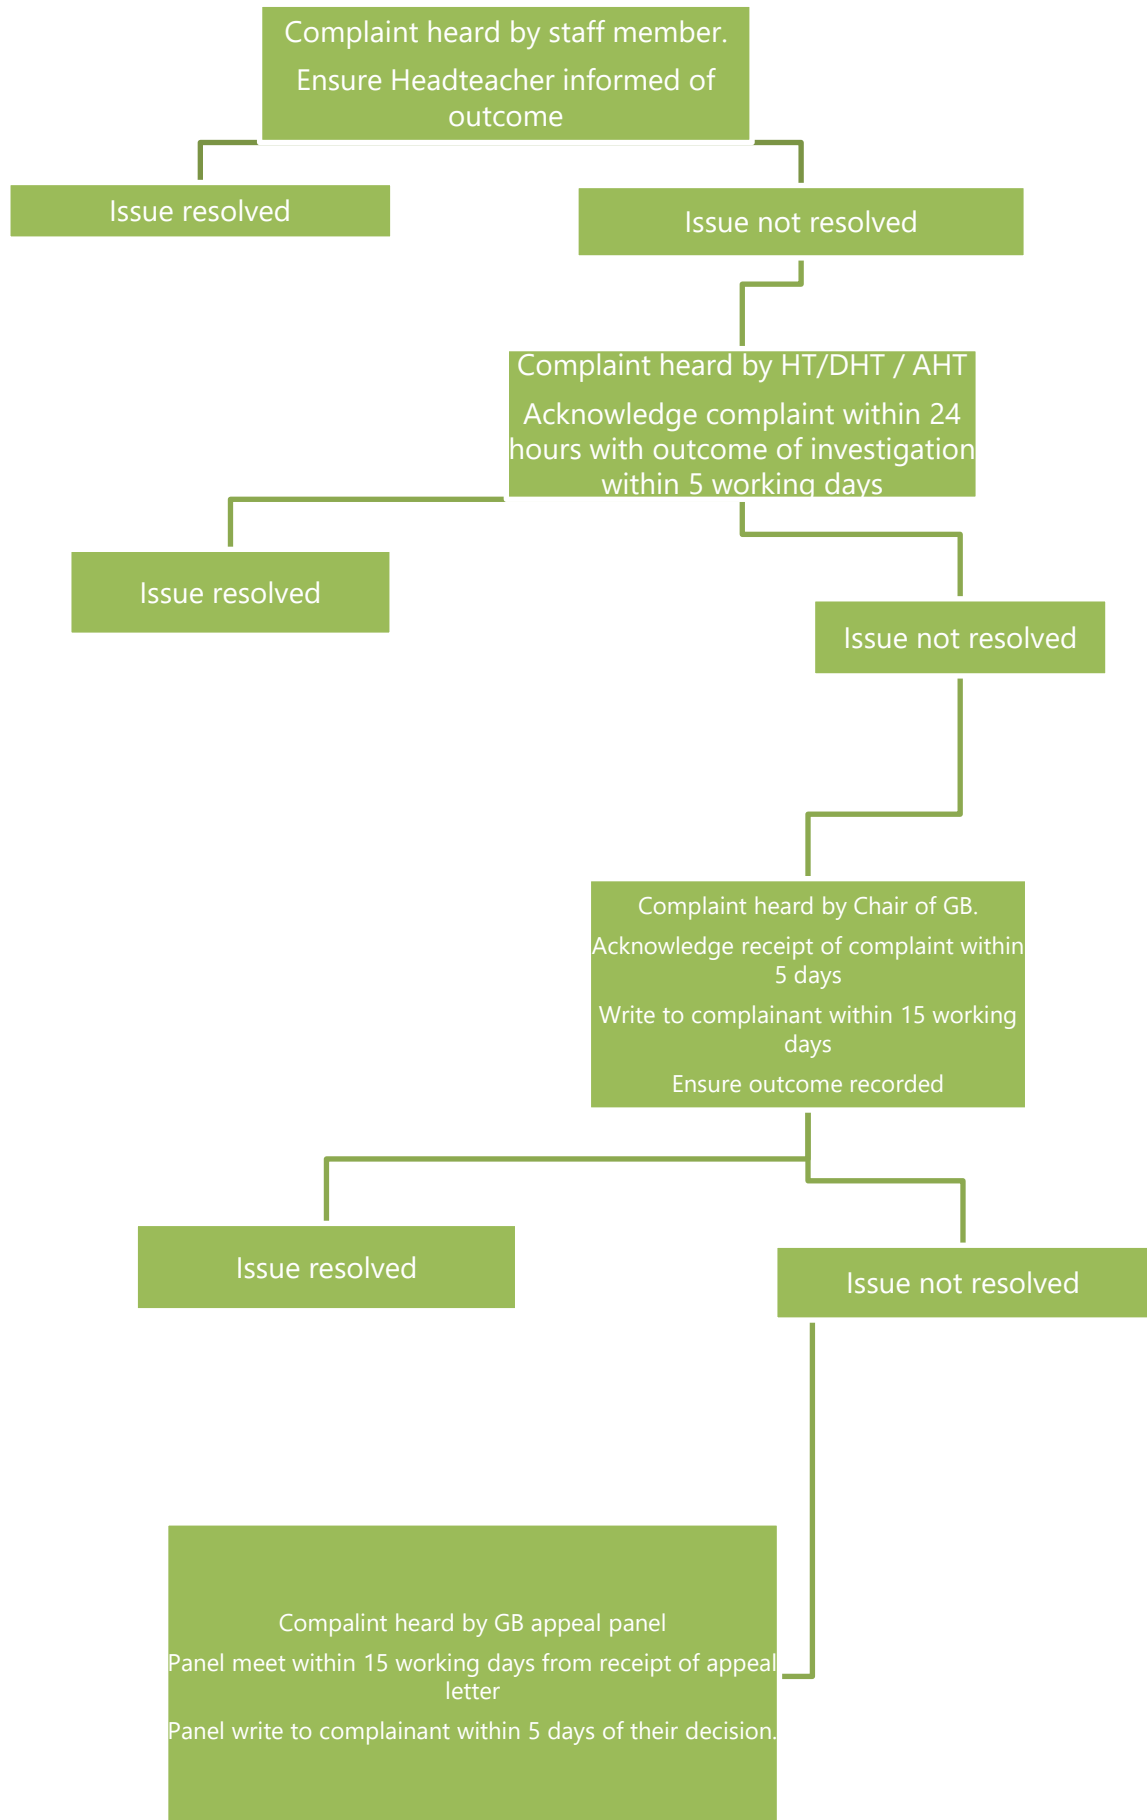 Complaint heard by staff member.
Ensure Headteacher informed of
outcome
Issue resolved
Issue not resolved
Complaint heard by HT/DHT / AHT
Acknowledge complaint within 24
hours with outcome of investigation
within 5 working days
Issue resolved
Issue not resolved
Complaint heard by Chair of GB.
Acknowledge receipt of complaint within
5 days
Write to complainant within 15 working
days
Ensure outcome recorded
Issue resolved
Issue not resolved
Compalint heard by GB appeal panel
Panel meet within 15 working days from receipt of appeal
letter
Panel write to complainant within 5 days of their decision.